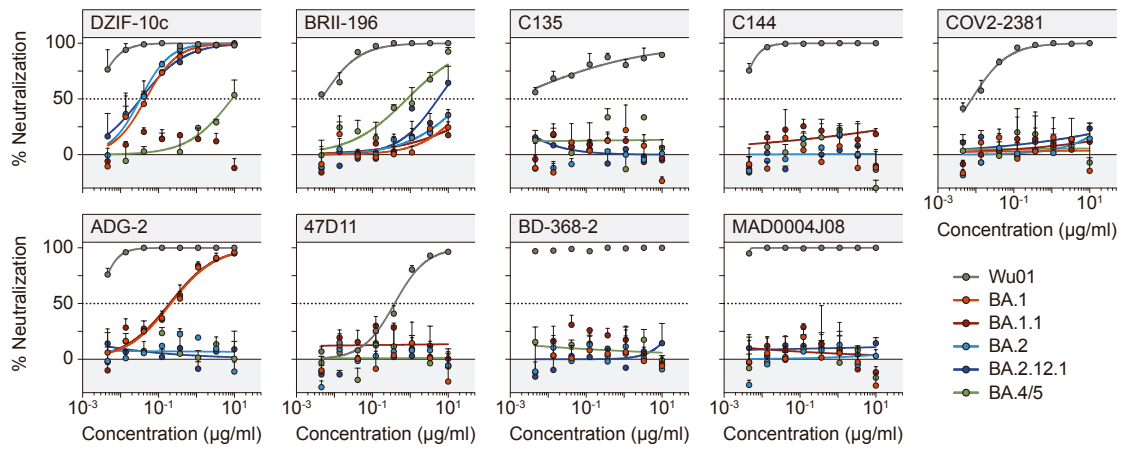 DZIF-10c
BRII-196
C135
C144
COV2-2381
% Neutralization
100
50
0
10-3 10-1 101
Concentration (µg/ml)
ADG-2
47D11
BD-368-2
MAD0004J08
% Neutralization
100
50
0
10-3 10-1 101
10-3 10-1 101
10-3 10-1 101
10-3 10-1 101
Concentration (µg/ml)
Concentration (µg/ml)
Concentration (µg/ml)
Concentration (µg/ml)
Wu01
BA.1
BA.1.1
BA.2
BA.2.12.1
BA.4/5